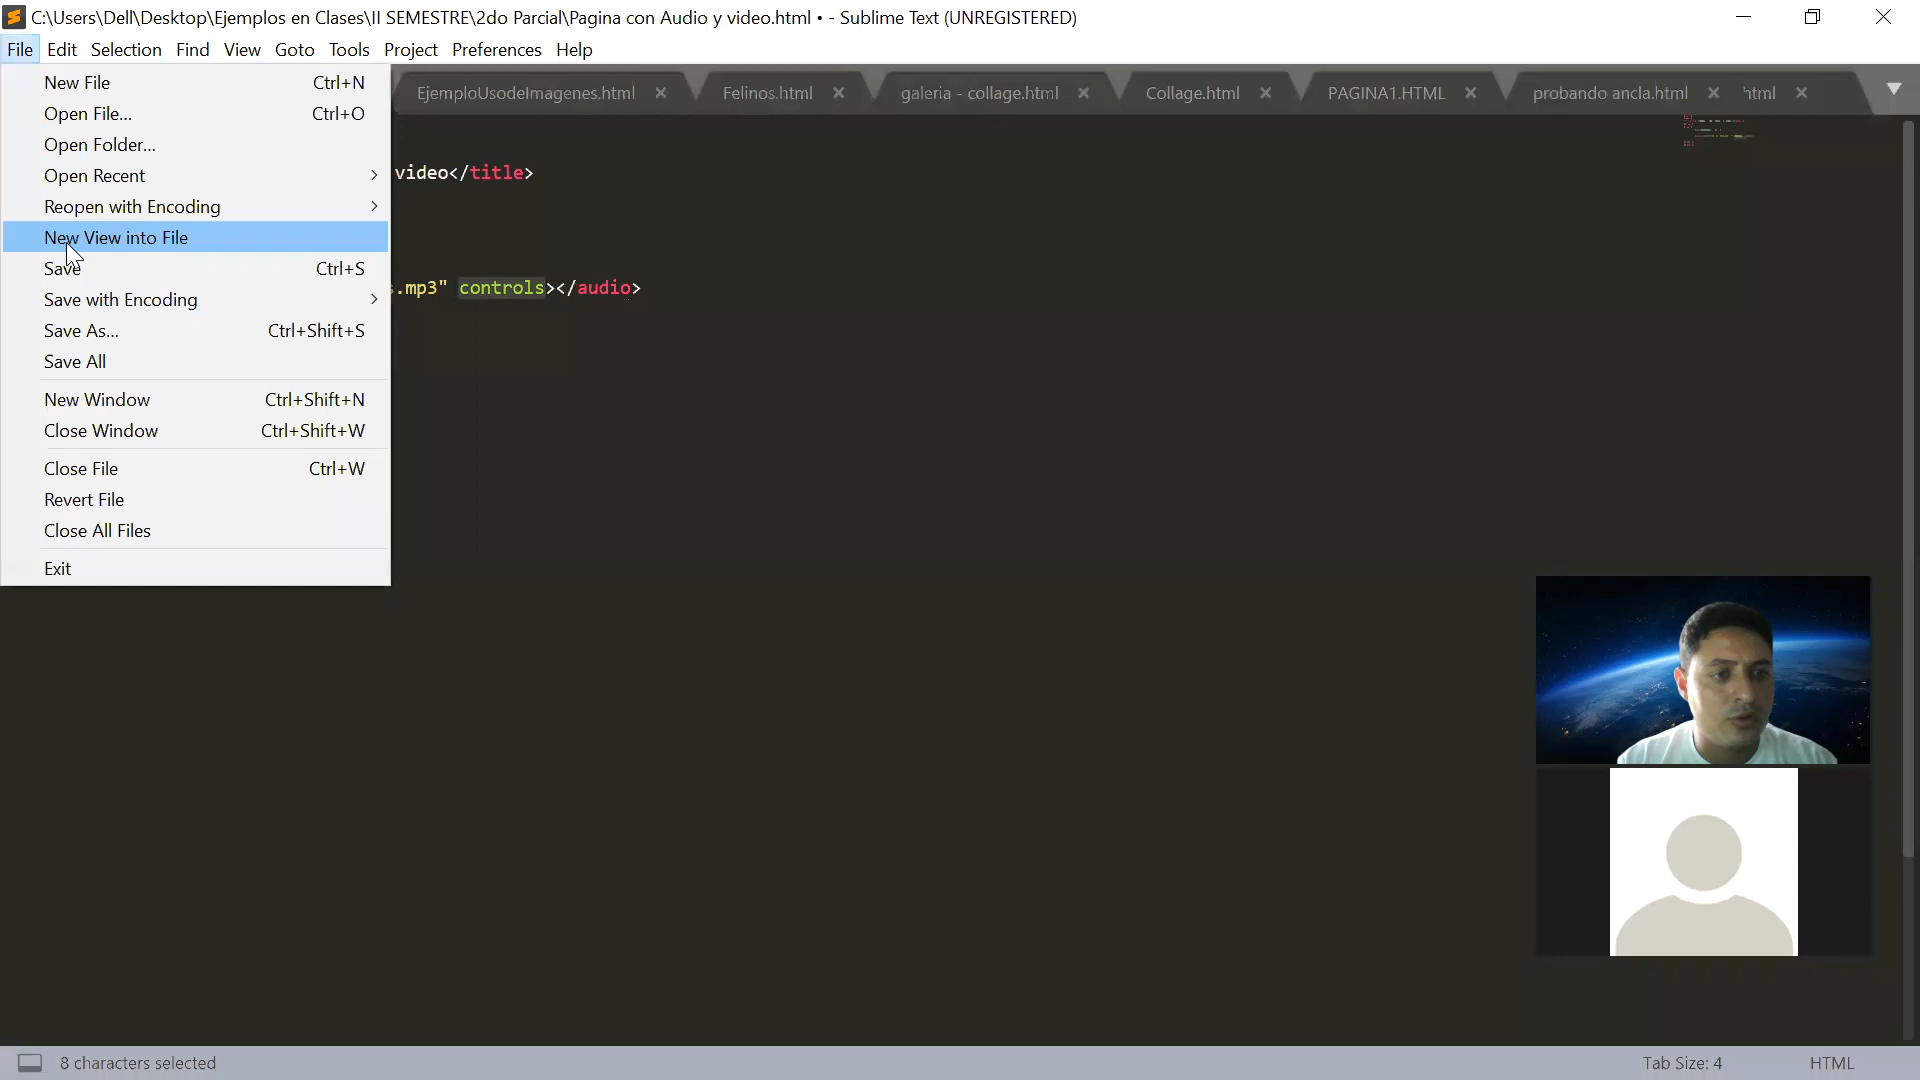 C:\Users\Dell\Desktop\Ejemplos en Clases\II SEMESTRE\2do Parcial\Pagina con Audio y video.html • - Sublime Text (UNREGISTERED)
File Edit Selection Find View Goto Tools Project Preferences Help
EjemploUsodeImagenes.html × Felinos.html × galeria - collage.html × Collage.html × PAGINA1.HTML × probando ancla.html × html ×
New File Ctrl+N
Open File... Ctrl+O
Open Folder...
Open Recent >
Reopen with Encoding >
New View into File
Save Ctrl+S
Save with Encoding >
Save As... Ctrl+Shift+S
Save All
New Window Ctrl+Shift+N
Close Window Ctrl+Shift+W
Close File Ctrl+W
Revert File
Close All Files
Exit
video</title>
.mp3" controls></audio>
8 characters selected Tab Size: 4 HTML